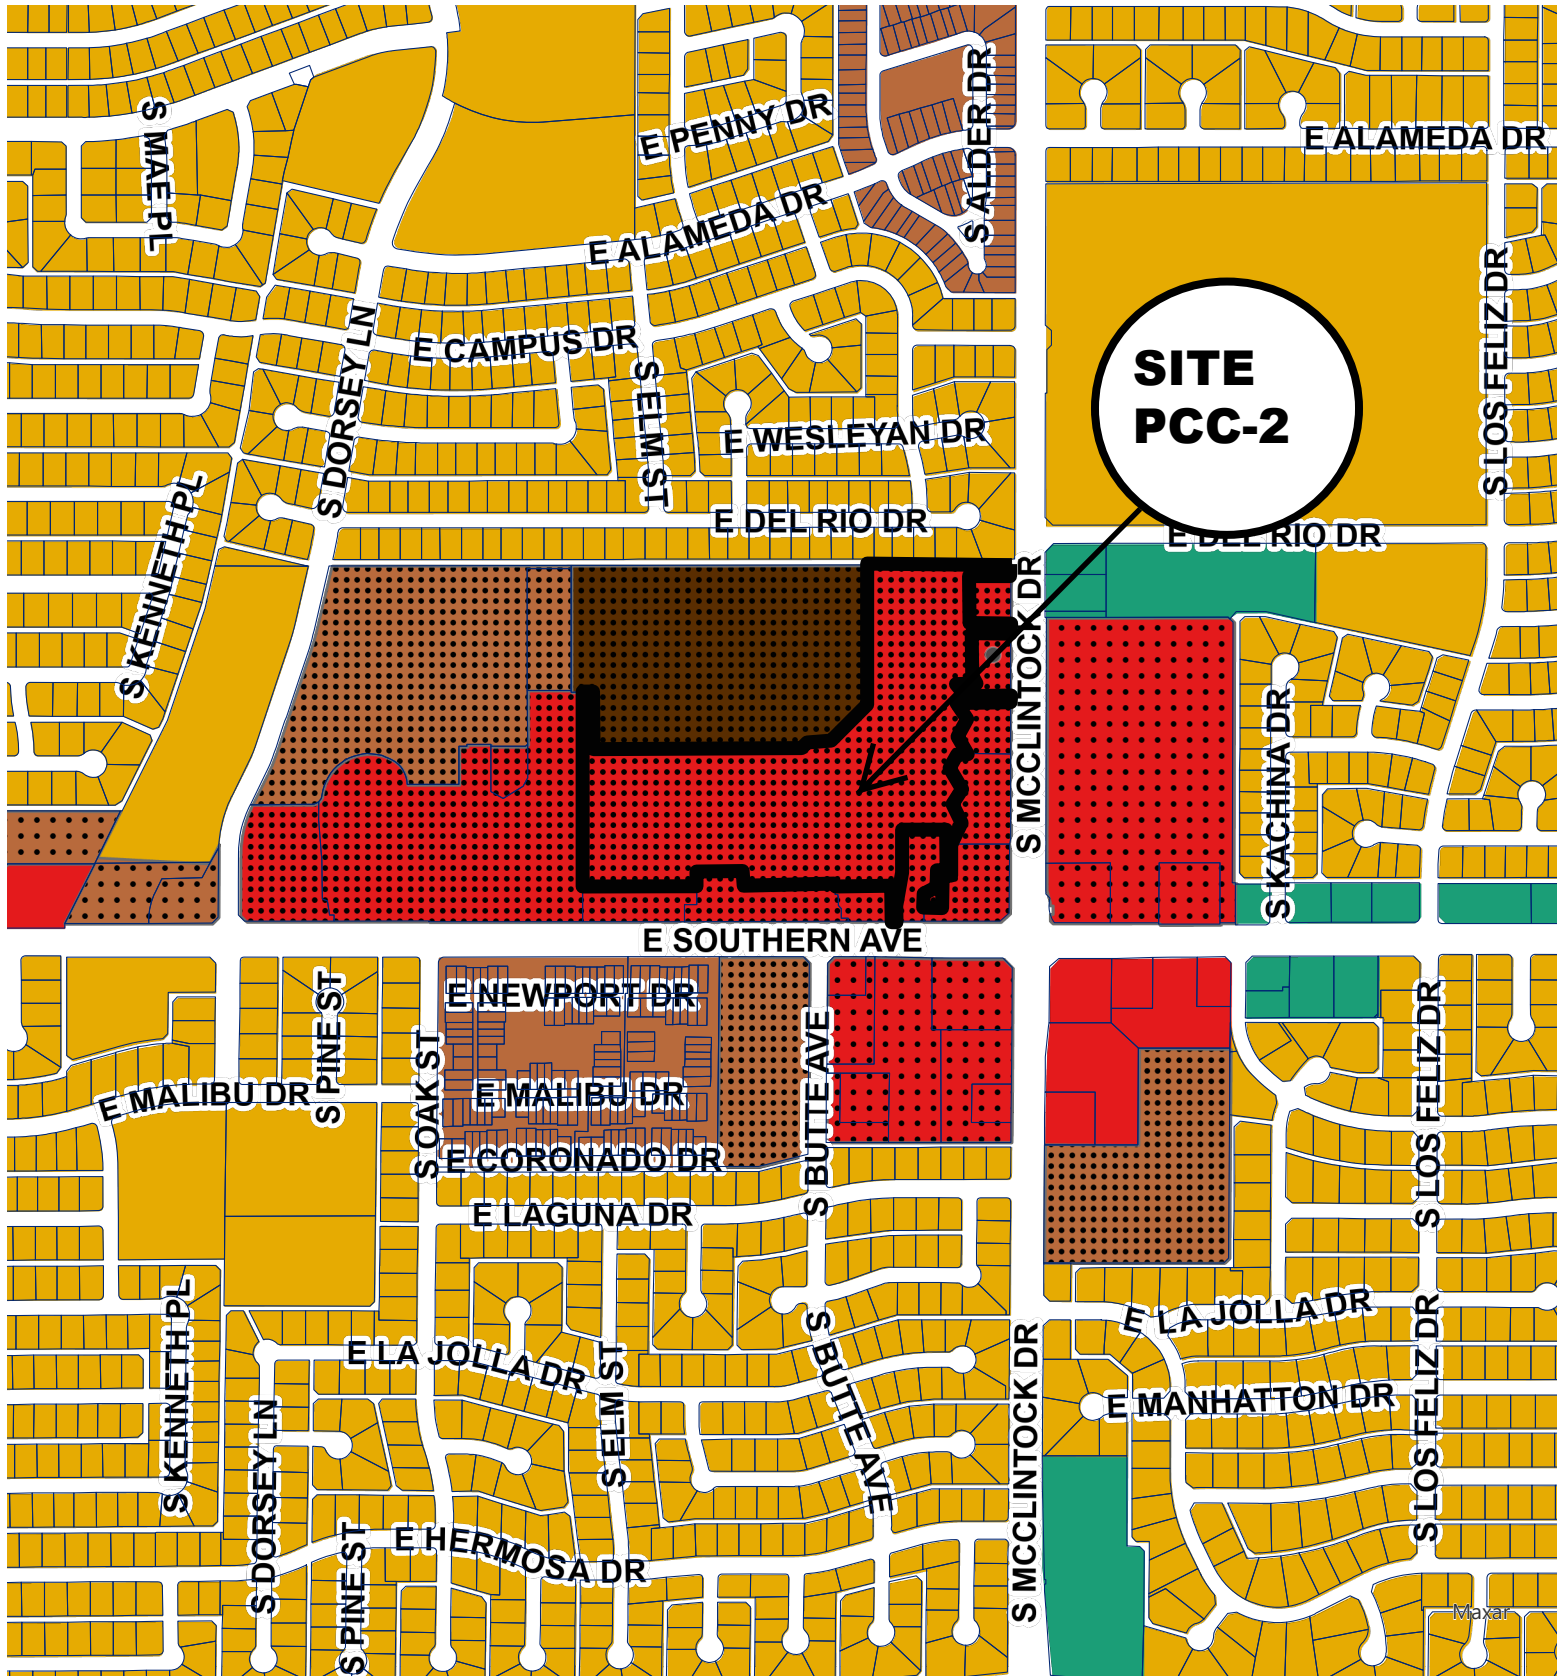 S MAE PL
E PENNY DR
S ALDER DR
E ALAMEDA DR
E ALAMEDA DR
S LOS FELIZ DR
S DORSEY LN
E CAMPUS DR
S ELM ST
SITE
PCC-2
E WESLEYAN DR
S KENNETH PL
E DEL RIO DR
E DEL RIO DR
S MCCLINTOCK DR
S KACHINA DR
E SOUTHERN AVE
S PINE ST
E NEWPORT DR
S OAK ST
S BUTTE AVE
S LOS FELIZ DR
E MALIBU DR
E MALIBU DR
E CORONADO DR
E LAGUNA DR
S KENNETH PL
E LA JOLLA DR
E LA JOLLA DR
S BUTTE AVE
S MCCLINTOCK DR
S LOS FELIZ DR
S ELM ST
E MANHATTON DR
S DORSEY LN
S PINE ST
E HERMOSA DR
Maxar